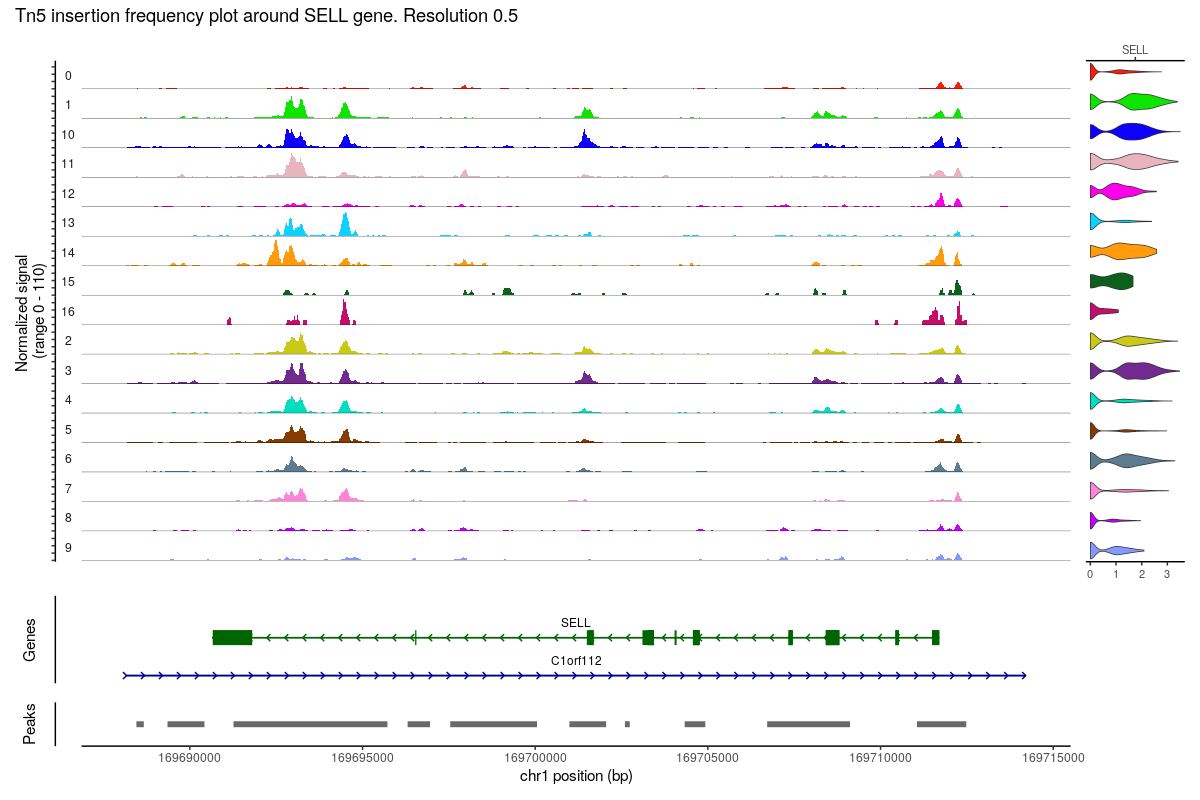 Tn5 insertion frequency plot around SELL gene. Resolution 0.5
SELL
0
1
10
11
12
13
14
15
16
2
3
4
5
6
7
8
9
Normalized signal
(range 0 - 110)
0 1 2 3
Genes
SELL
C1orf112
Peaks
169690000 169695000 169700000 169705000 169710000 169715000
chr1 position (bp)